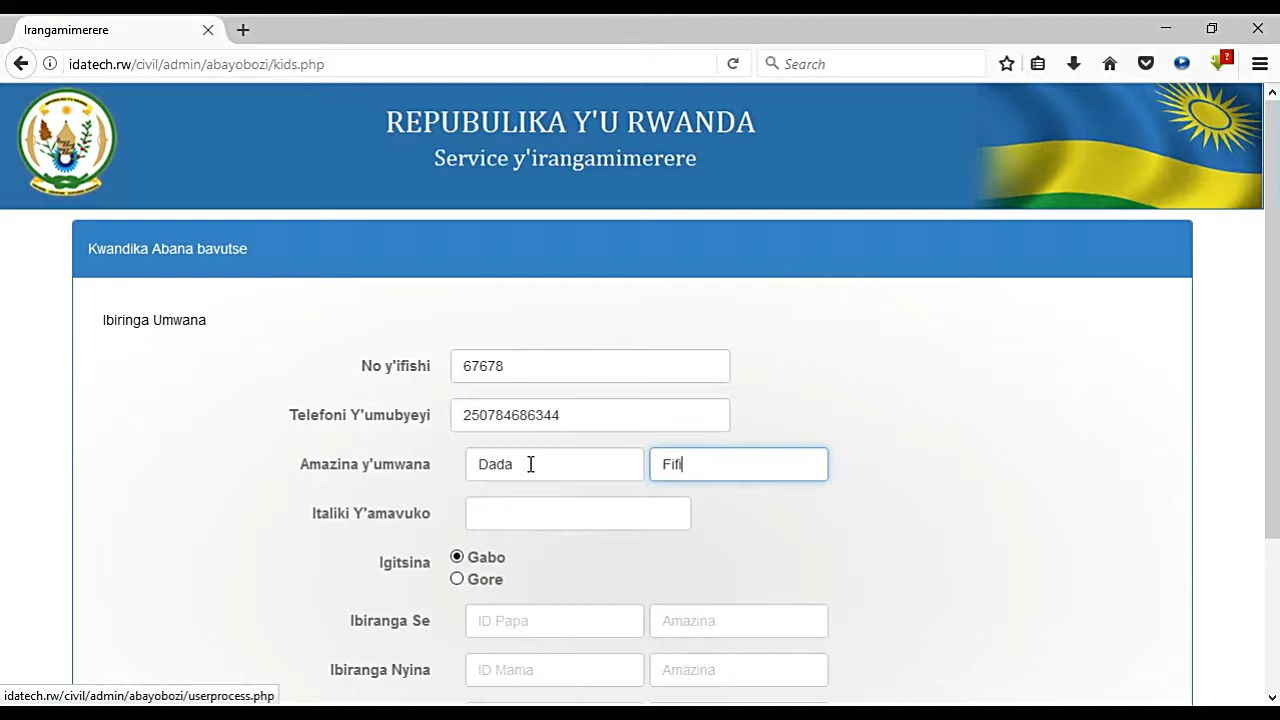 Irangamimerere
idatech.rw/civil/admin/abayobozi/kids.php
Search
?
REPUBULIKA Y'U RWANDA
Service y'irangamimerere
Kwandika Abana bavutse
Ibiringa Umwana
No y'ifishi 67678
Telefoni Y'umubyeyi 250784686344
Amazina y'umwana Dada Fifi
Italiki Y'amavuko
Igitsina Gabo
Gore
Ibiranga Se ID Papa Amazina
Ibiranga Nyina ID Mama Amazina
idatech.rw/civil/admin/abayobozi/userprocess.php